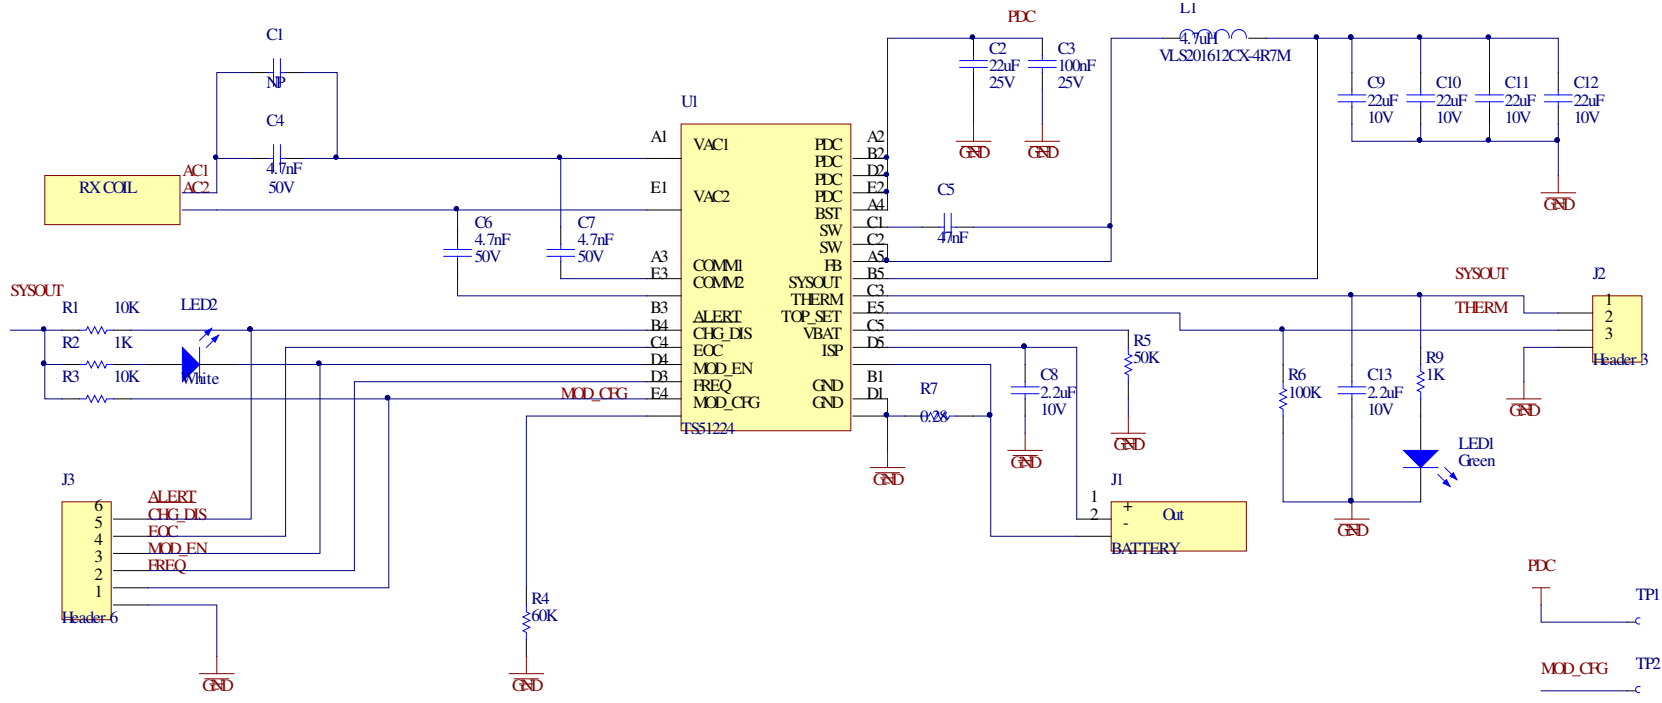 C1
NP
C4
4.7nF
50V
AC1
AC2
RX COIL
U1
A1
VAC1
E1
VAC2
A3
COMM1
E3
COMM2
B3
ALERT
B4
CHG_DIS
C4
EOC
D4
MOD_EN
D3
FREQ
E4
MOD_CFG
TS51224
A2
PDC
B2
PDC
D2
PDC
E2
PDC
A4
BST
C1
SW
C2
SW
A5
FB
B5
SYSOUT
C3
THERM
E5
TOP_SET
C5
VBAT
D5
ISP
B1
GND
D1
GND
C6
4.7nF
50V
C7
4.7nF
50V
PDC
C2
22uF
25V
C3
100nF
25V
GND
GND
L1
4.7uH
VLS201612CX-4R7M
C9
22uF
10V
C10
22uF
10V
C11
22uF
10V
C12
22uF
10V
GND
C5
47nF
SYSOUT
R1
10K
R2
1K
R3
10K
LED2
White
MOD_CFG
SYSOUT
THERM
J2
1
2
3
Header 3
GND
R5
50K
GND
C8
2.2uF
10V
GND
R7
0.28
GND
R6
100K
C13
2.2uF
10V
R9
1K
LED1
Green
GND
J1
1
2
+
-
Out
BATTERY
J3
6
5
4
3
2
1
ALERT
CHG_DIS
EOC
MOD_EN
FREQ
Header 6
GND
R4
60K
GND
PDC
TP1
MOD_CFG
TP2